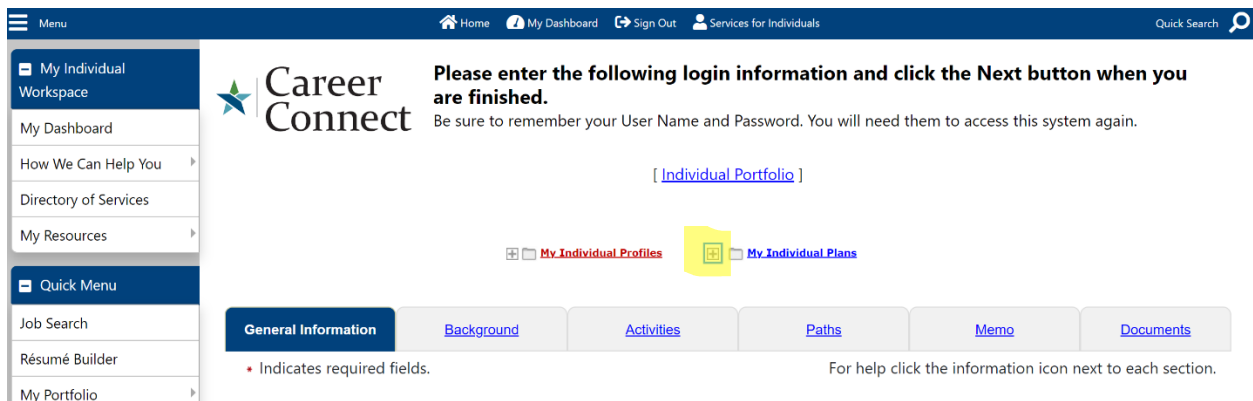 Menu
Home My Dashboard Sign Out Services for Individuals
Quick Search
My Individual
Workspace
My Dashboard
How We Can Help You
Directory of Services
My Resources
Quick Menu
Job Search
Résumé Builder
My Portfolio
Career
Connect
Please enter the following login information and click the Next button when you
are finished.
Be sure to remember your User Name and Password. You will need them to access this system again.
[ Individual Portfolio ]
My Individual Profiles My Individual Plans
General Information Background Activities Paths Memo Documents
* Indicates required fields.
For help click the information icon next to each section.